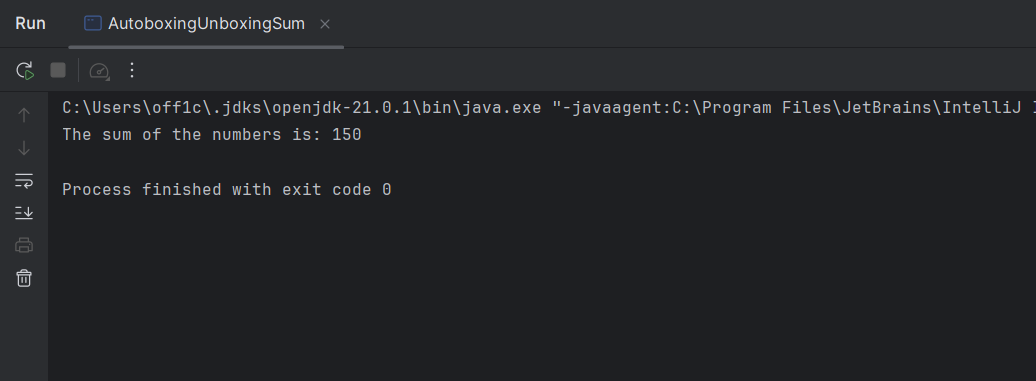 Run AutoboxingUnboxingSum
C:\Users\off1c\.jdks\openjdk-21.0.1\bin\java.exe "-javaagent:C:\Program Files\JetBrains\IntelliJ
The sum of the numbers is: 150
Process finished with exit code 0